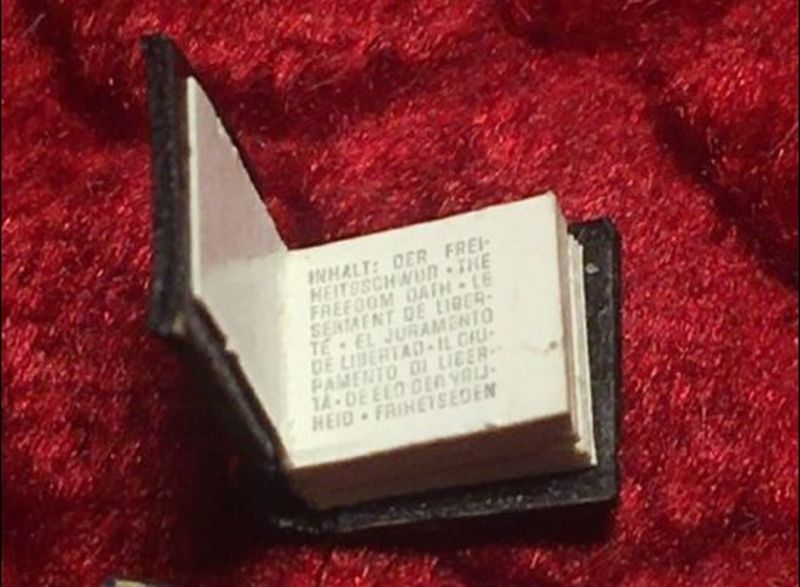 INHALT: DER FREI-
HEITSSCHWUR • THE
FREEDOM OATH • LE
SERMENT DE LIBER-
TÉ • EL JURAMENTO
DE LIBERTAD • IL GIU-
RAMENTO DI LIBER-
TÀ • DE EED DER VRIJ-
HEID • FRIHETSEDEN